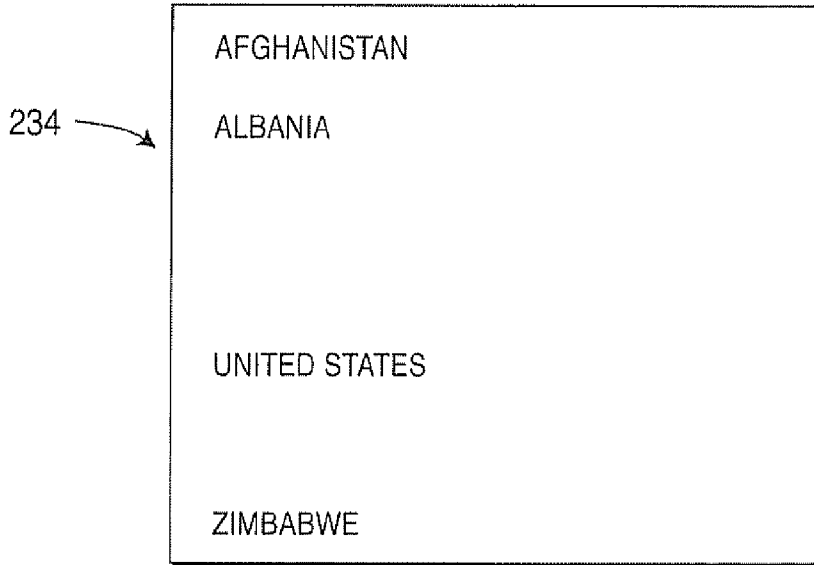 AFGHANISTAN
234
ALBANIA
UNITED STATES
ZIMBABWE